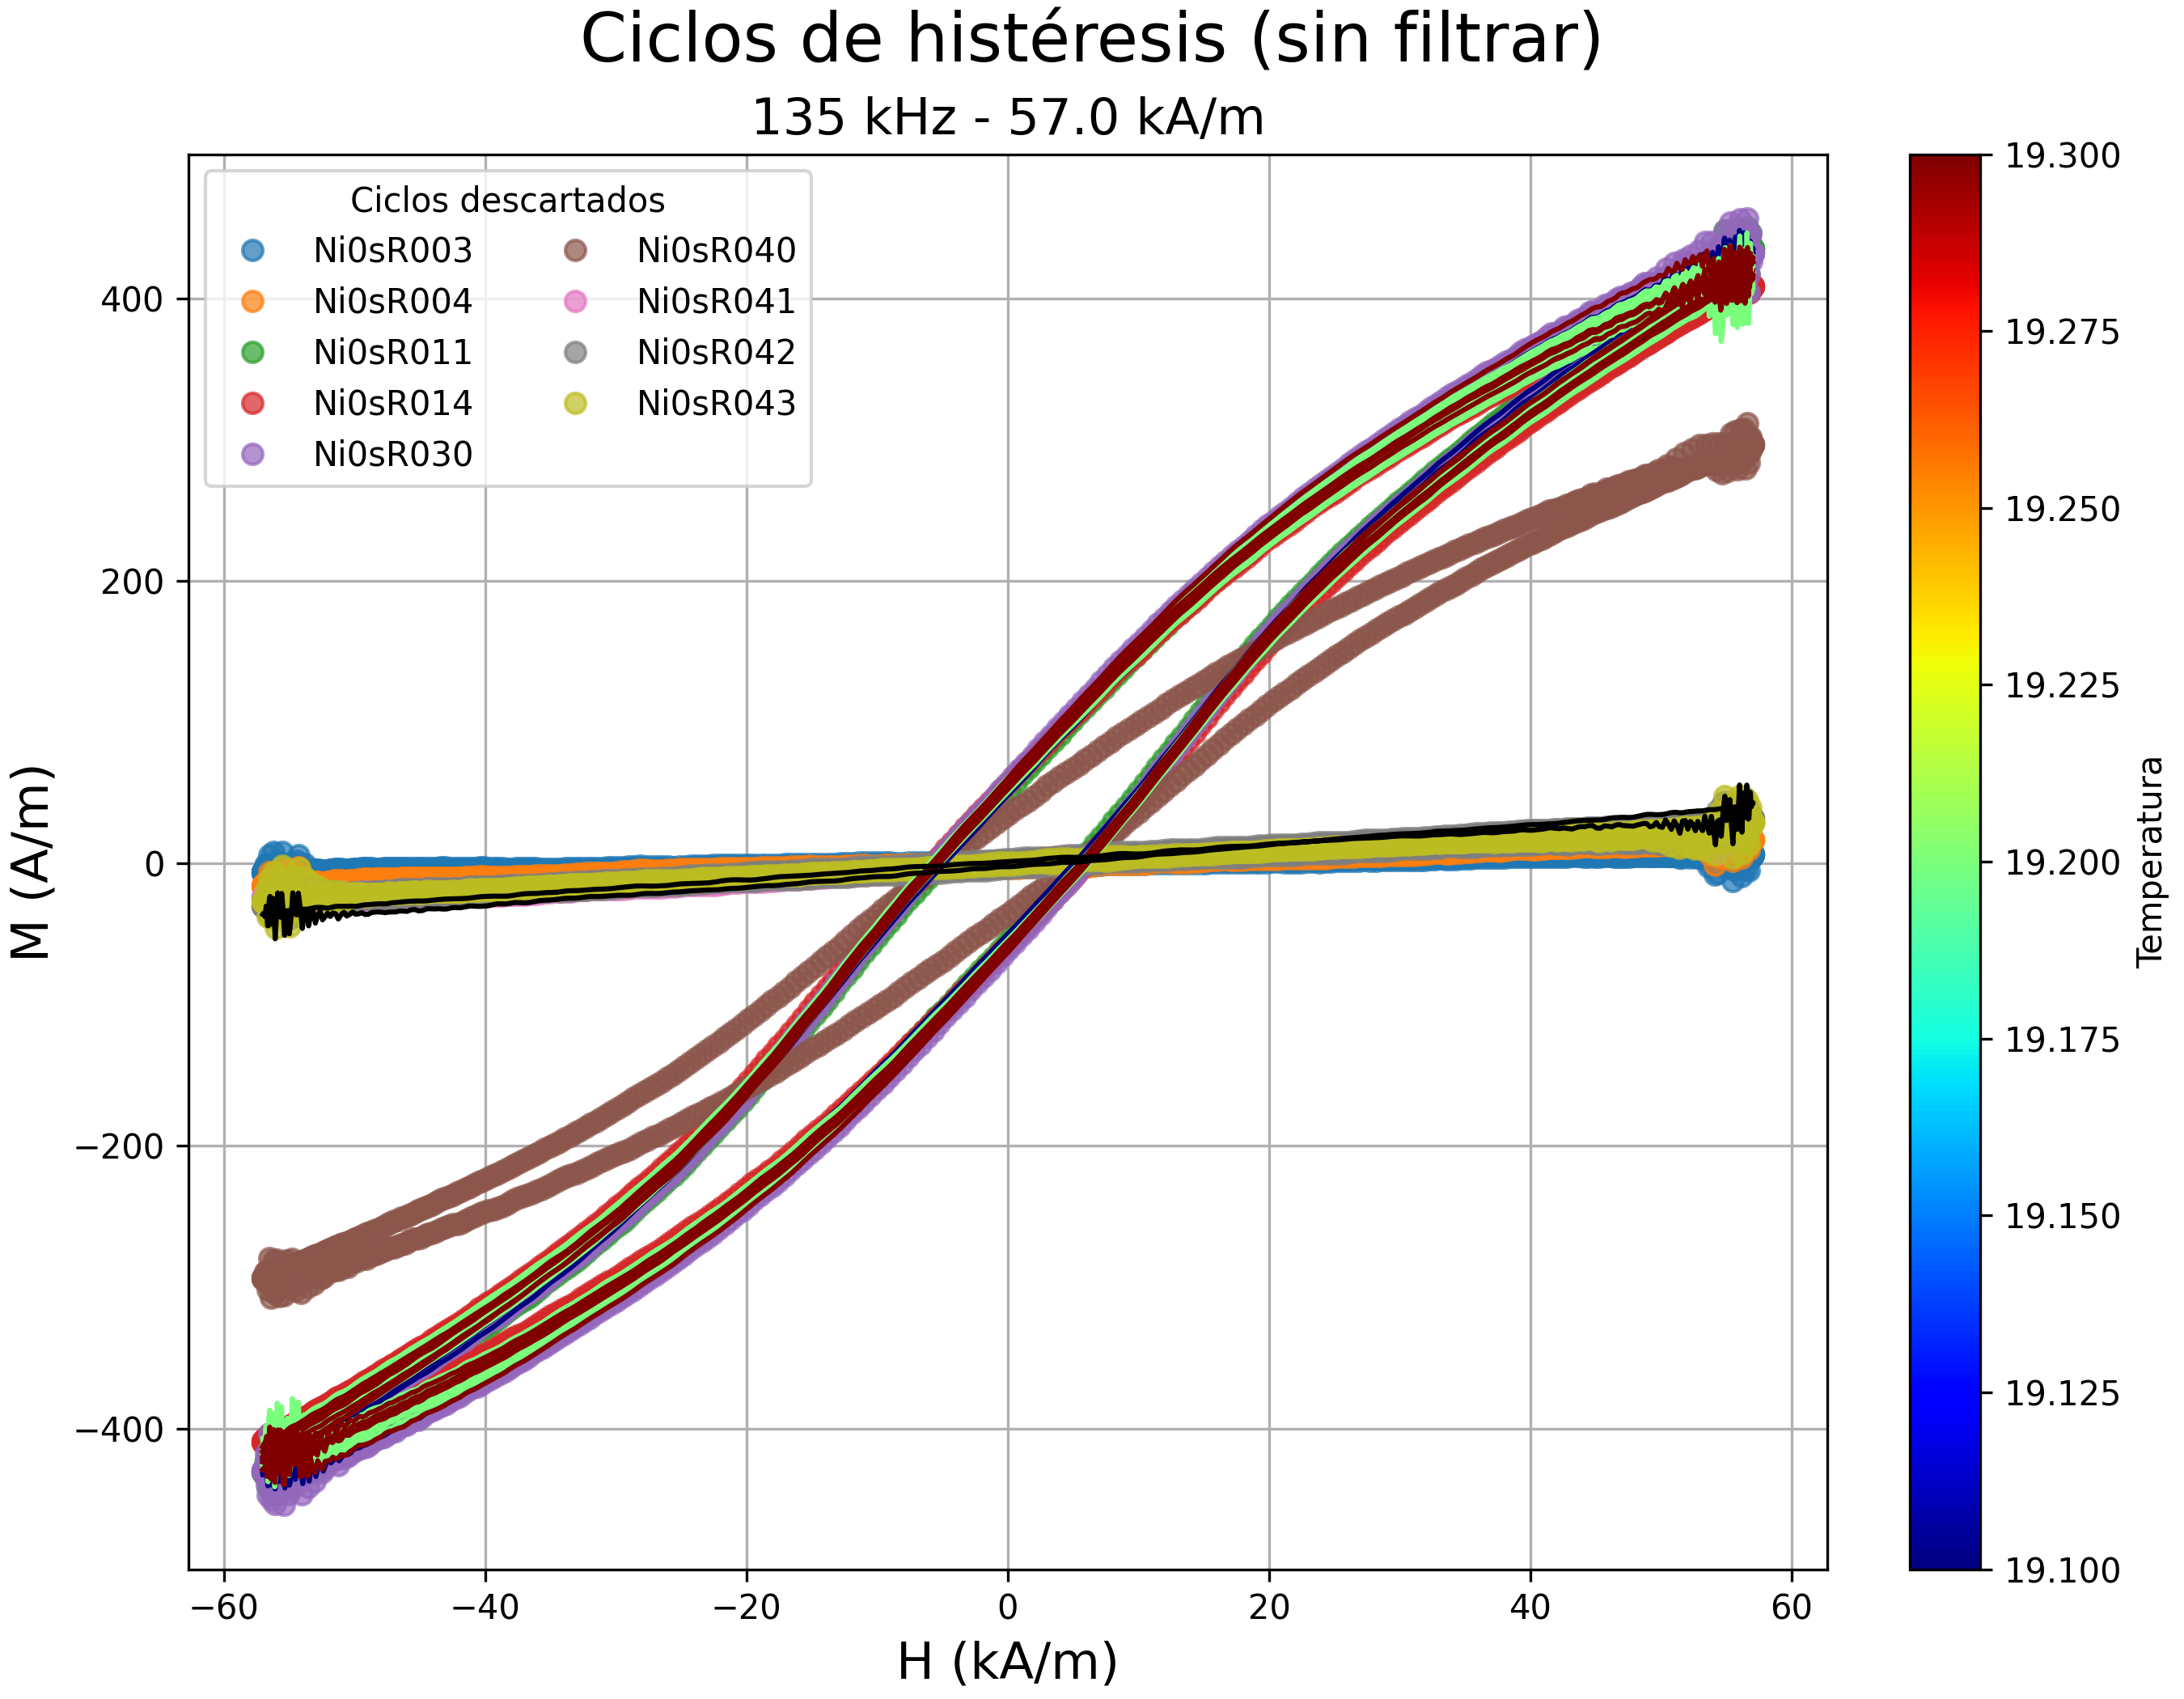 Ciclos de histéresis (sin filtrar)
135 kHz - 57.0 kA/m
Ciclos descartados
Ni0sR003
Ni0sR004
Ni0sR011
Ni0sR014
Ni0sR030
Ni0sR040
Ni0sR041
Ni0sR042
Ni0sR043
400
200
0
−200
−400
M (A/m)
−60 −40 −20 0 20 40 60
H (kA/m)
19.300
19.275
19.250
19.225
19.200
19.175
19.150
19.125
19.100
Temperatura